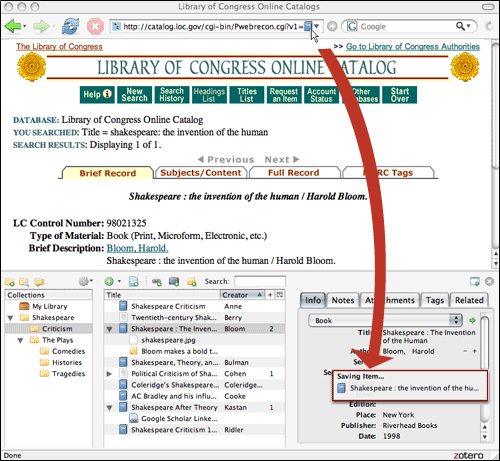 Library of Congress Online Catalogs
http://catalog.loc.gov/cgi-bin/Pwebrecon.cgi?v1=
Google
The Library of Congress
>> Go to Library of Congress Authorities
LIBRARY OF CONGRESS ONLINE CATALOG
Help
New Search
Search History
Headings List
Titles List
Request an Item
Account Status
Other Databases
Start Over
DATABASE: Library of Congress Online Catalog
YOU SEARCHED: Title = shakespeare: the invention of the human
SEARCH RESULTS: Displaying 1 of 1.
Previous Next
Brief Record
Subjects/Content
Full Record
RC Tags
Shakespeare : the invention of the human / Harold Bloom.
LC Control Number: 98021325
Type of Material: Book (Print, Microform, Electronic, etc.)
Brief Description: Bloom, Harold.
Shakespeare : the invention of the human / Harold Bloom.
Search:
Collections
My Library
Shakespeare
Criticism
The Plays
Comedies
Histories
Tragedies
Title Creator +
Shakespeare Criticism Anne
Twentieth-century Shak... Berry
Shakespeare : The Inven... Bloom 2
shakespeare.jpg
Bloom makes a bold t...
Shakespeare, Theory, an... Bulman
Political Criticism of Sha... Cohen 1
Coleridge's Shakespeare... Coleridge...
AC Bradley and his influ... Cooke
Shakespeare After Theory Kastan 1
Google Scholar Linke...
Shakespeare Criticism 1... Ridler
Info
Notes
Attachments
Tags
Related
Book
Title: Shakespeare: The Invention
of the Human
Bloom, Harold
Saving Item...
Shakespeare : the invention of the hu...
Edition:
Place: New York
Publisher: Riverhead Books
Date: 1998
Done
zotero